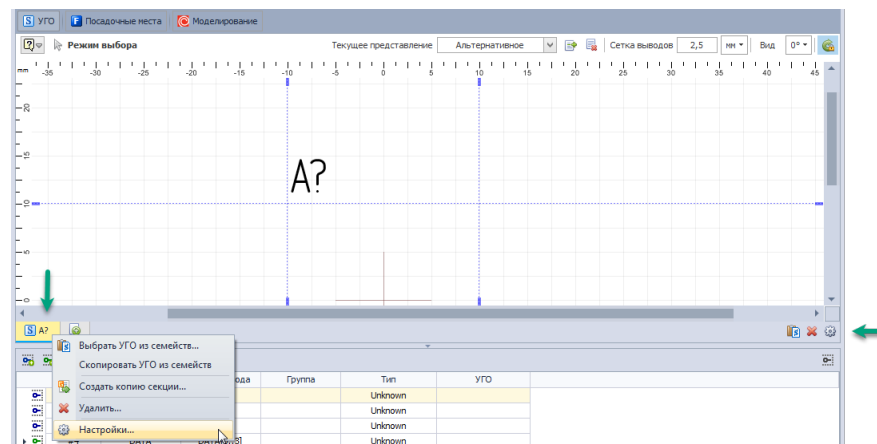 УГО Посадочные места Моделирование
Режим выбора Текущее представление Альтернативное Сетка выводов 2,5 мм Вид 0°
mm -35 -30 -25 -20 -15 -10 -5 0 5 10 15 20 25 30 35 40 45
20
15
A?
10
5
0
A?
Выбрать УГО из семейств...
Скопировать УГО из семейств
Создать копию секции...
Удалить...
Настройки...
Группа Тип УГО
Unknown
Unknown
Unknown
Unknown